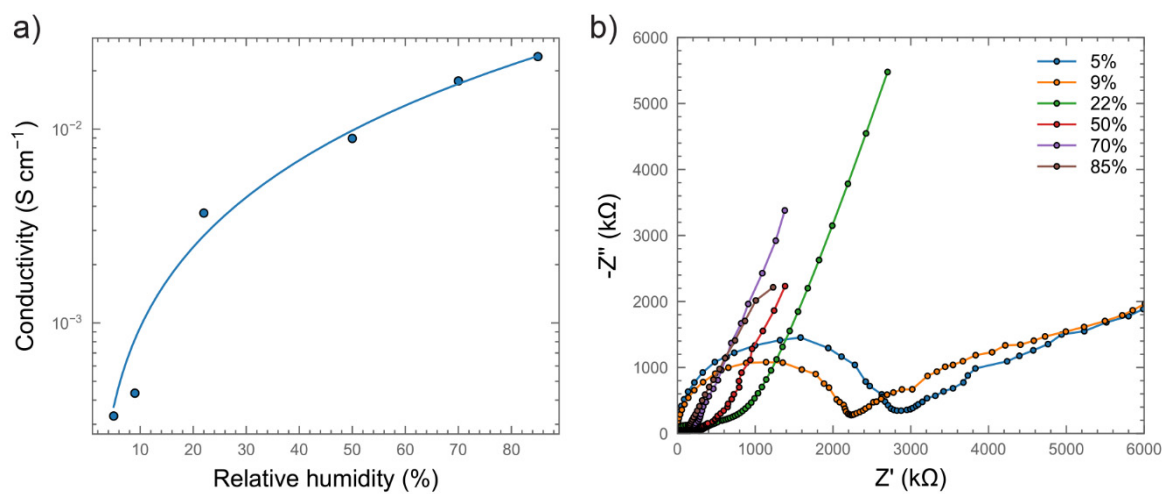 a)
Conductivity (S cm⁻¹)
10⁻²
10⁻³
10 20 30 40 50 60 70 80
Relative humidity (%)
b)
-Z'' (kΩ)
6000
5000
4000
3000
2000
1000
0
0 1000 2000 3000 4000 5000 6000
Z' (kΩ)
5%
9%
22%
50%
70%
85%